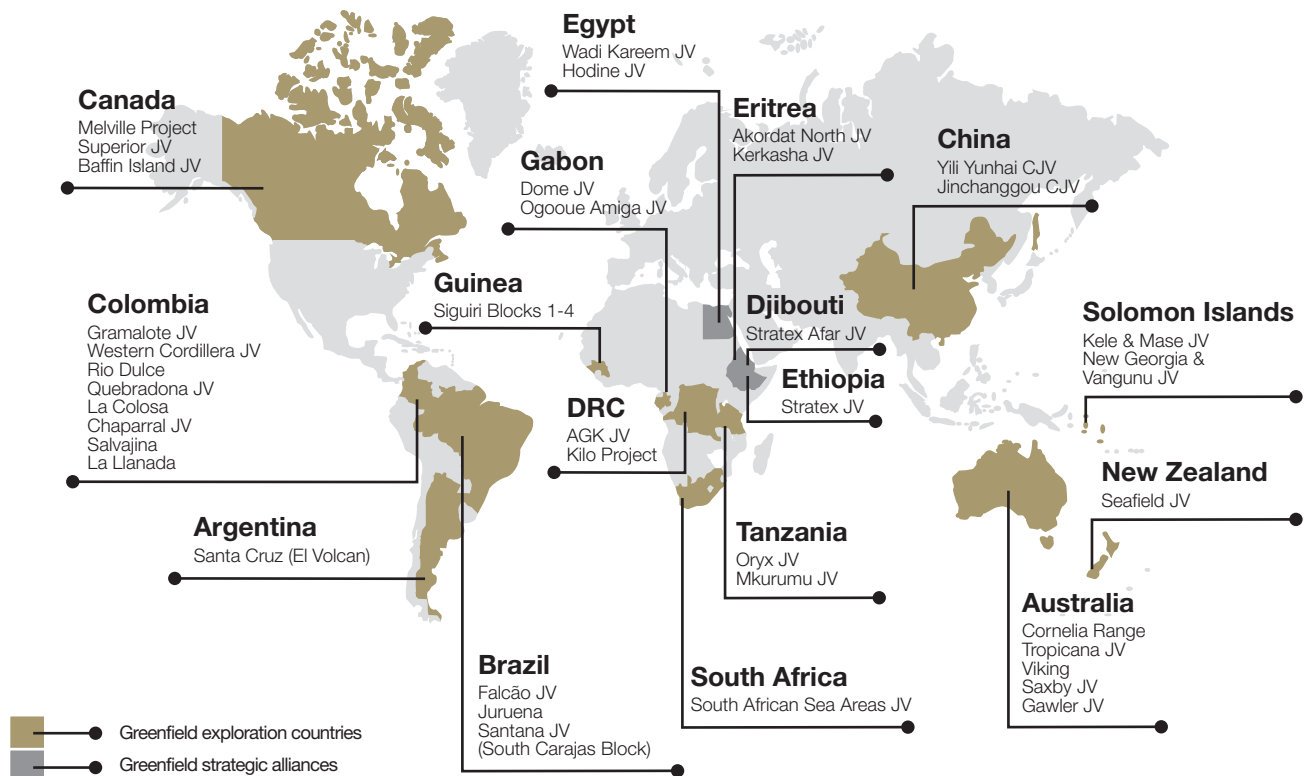 Egypt
Wadi Kareem JV
Hodine JV
Canada
Melville Project
Superior JV
Baffin Island JV
Eritrea
Akordat North JV
Kerkasha JV
China
Yili Yunhai CJV
Jinchanggou CJV
Gabon
Dome JV
Ogooue Amiga JV
Guinea
Siguiri Blocks 1-4
Colombia
Gramalote JV
Western Cordillera JV
Rio Dulce
Quebradona JV
La Colosa
Chaparral JV
Salvajina
La Llanada
Djibouti
Stratex Afar JV
Ethiopia
Stratex JV
Solomon Islands
Kele & Mase JV
New Georgia &
Vangunu JV
DRC
AGK JV
Kilo Project
New Zealand
Seafield JV
Argentina
Santa Cruz (El Volcan)
Tanzania
Oryx JV
Mkurumu JV
Australia
Cornelia Range
Tropicana JV
Viking
Saxby JV
Gawler JV
Brazil
Falcão JV
Juruena
Santana JV
(South Carajas Block)
South Africa
South African Sea Areas JV
Greenfield exploration countries
Greenfield strategic alliances